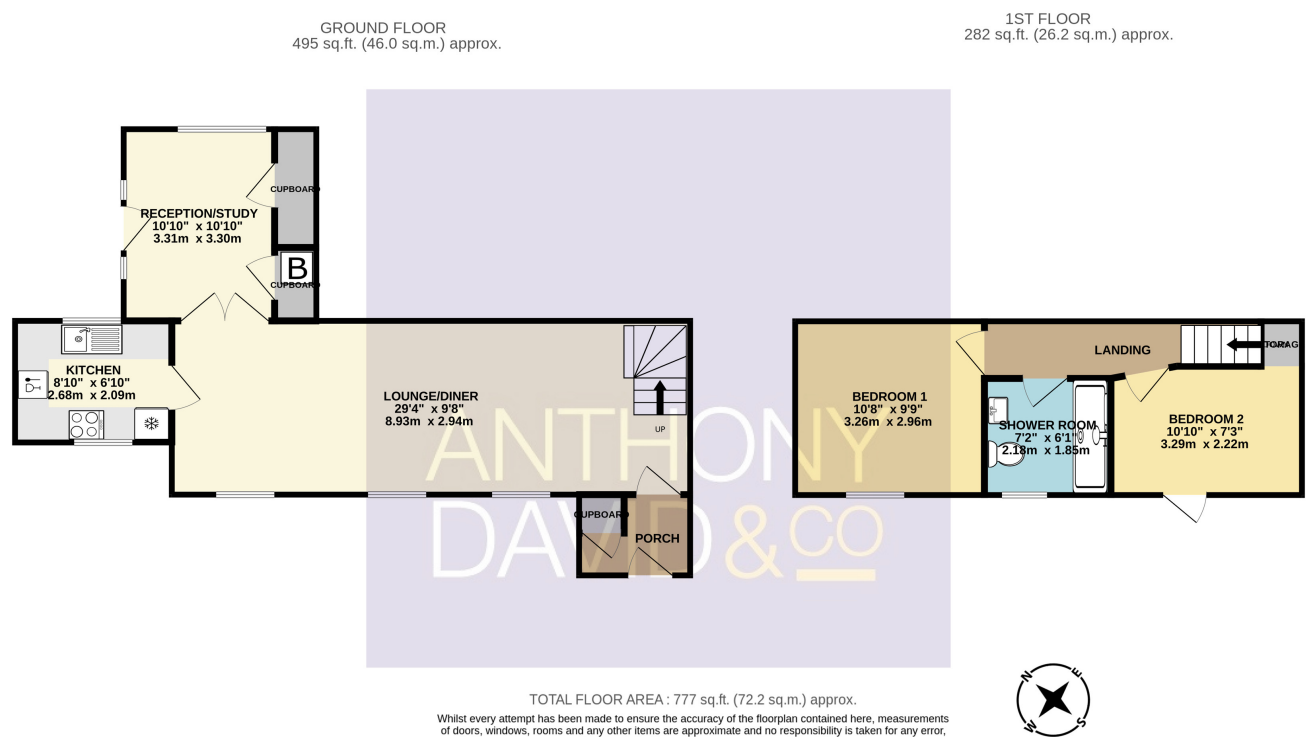 GROUND FLOOR
495 sq.ft. (46.0 sq.m.) approx.
1ST FLOOR
282 sq.ft. (26.2 sq.m.) approx.
CUPBOARD
RECEPTION/STUDY
10'10" x 10'10"
3.31m x 3.30m
B
CUPBOARD
KITCHEN
8'10" x 6'10"
2.68m x 2.09m
LOUNGE/DINER
29'4" x 9'8"
8.93m x 2.94m
UP
CUPBOARD
PORCH
LANDING
BEDROOM 1
10'8" x 9'9"
3.26m x 2.96m
SHOWER ROOM
7'2" x 6'1"
2.18m x 1.85m
BEDROOM 2
10'10" x 7'3"
3.29m x 2.22m
ANTHONY
DAVID & CO
N
E
S
W
TOTAL FLOOR AREA : 777 sq.ft. (72.2 sq.m.) approx.
Whilst every attempt has been made to ensure the accuracy of the floorplan contained here, measurements
of doors, windows, rooms and any other items are approximate and no responsibility is taken for any error,